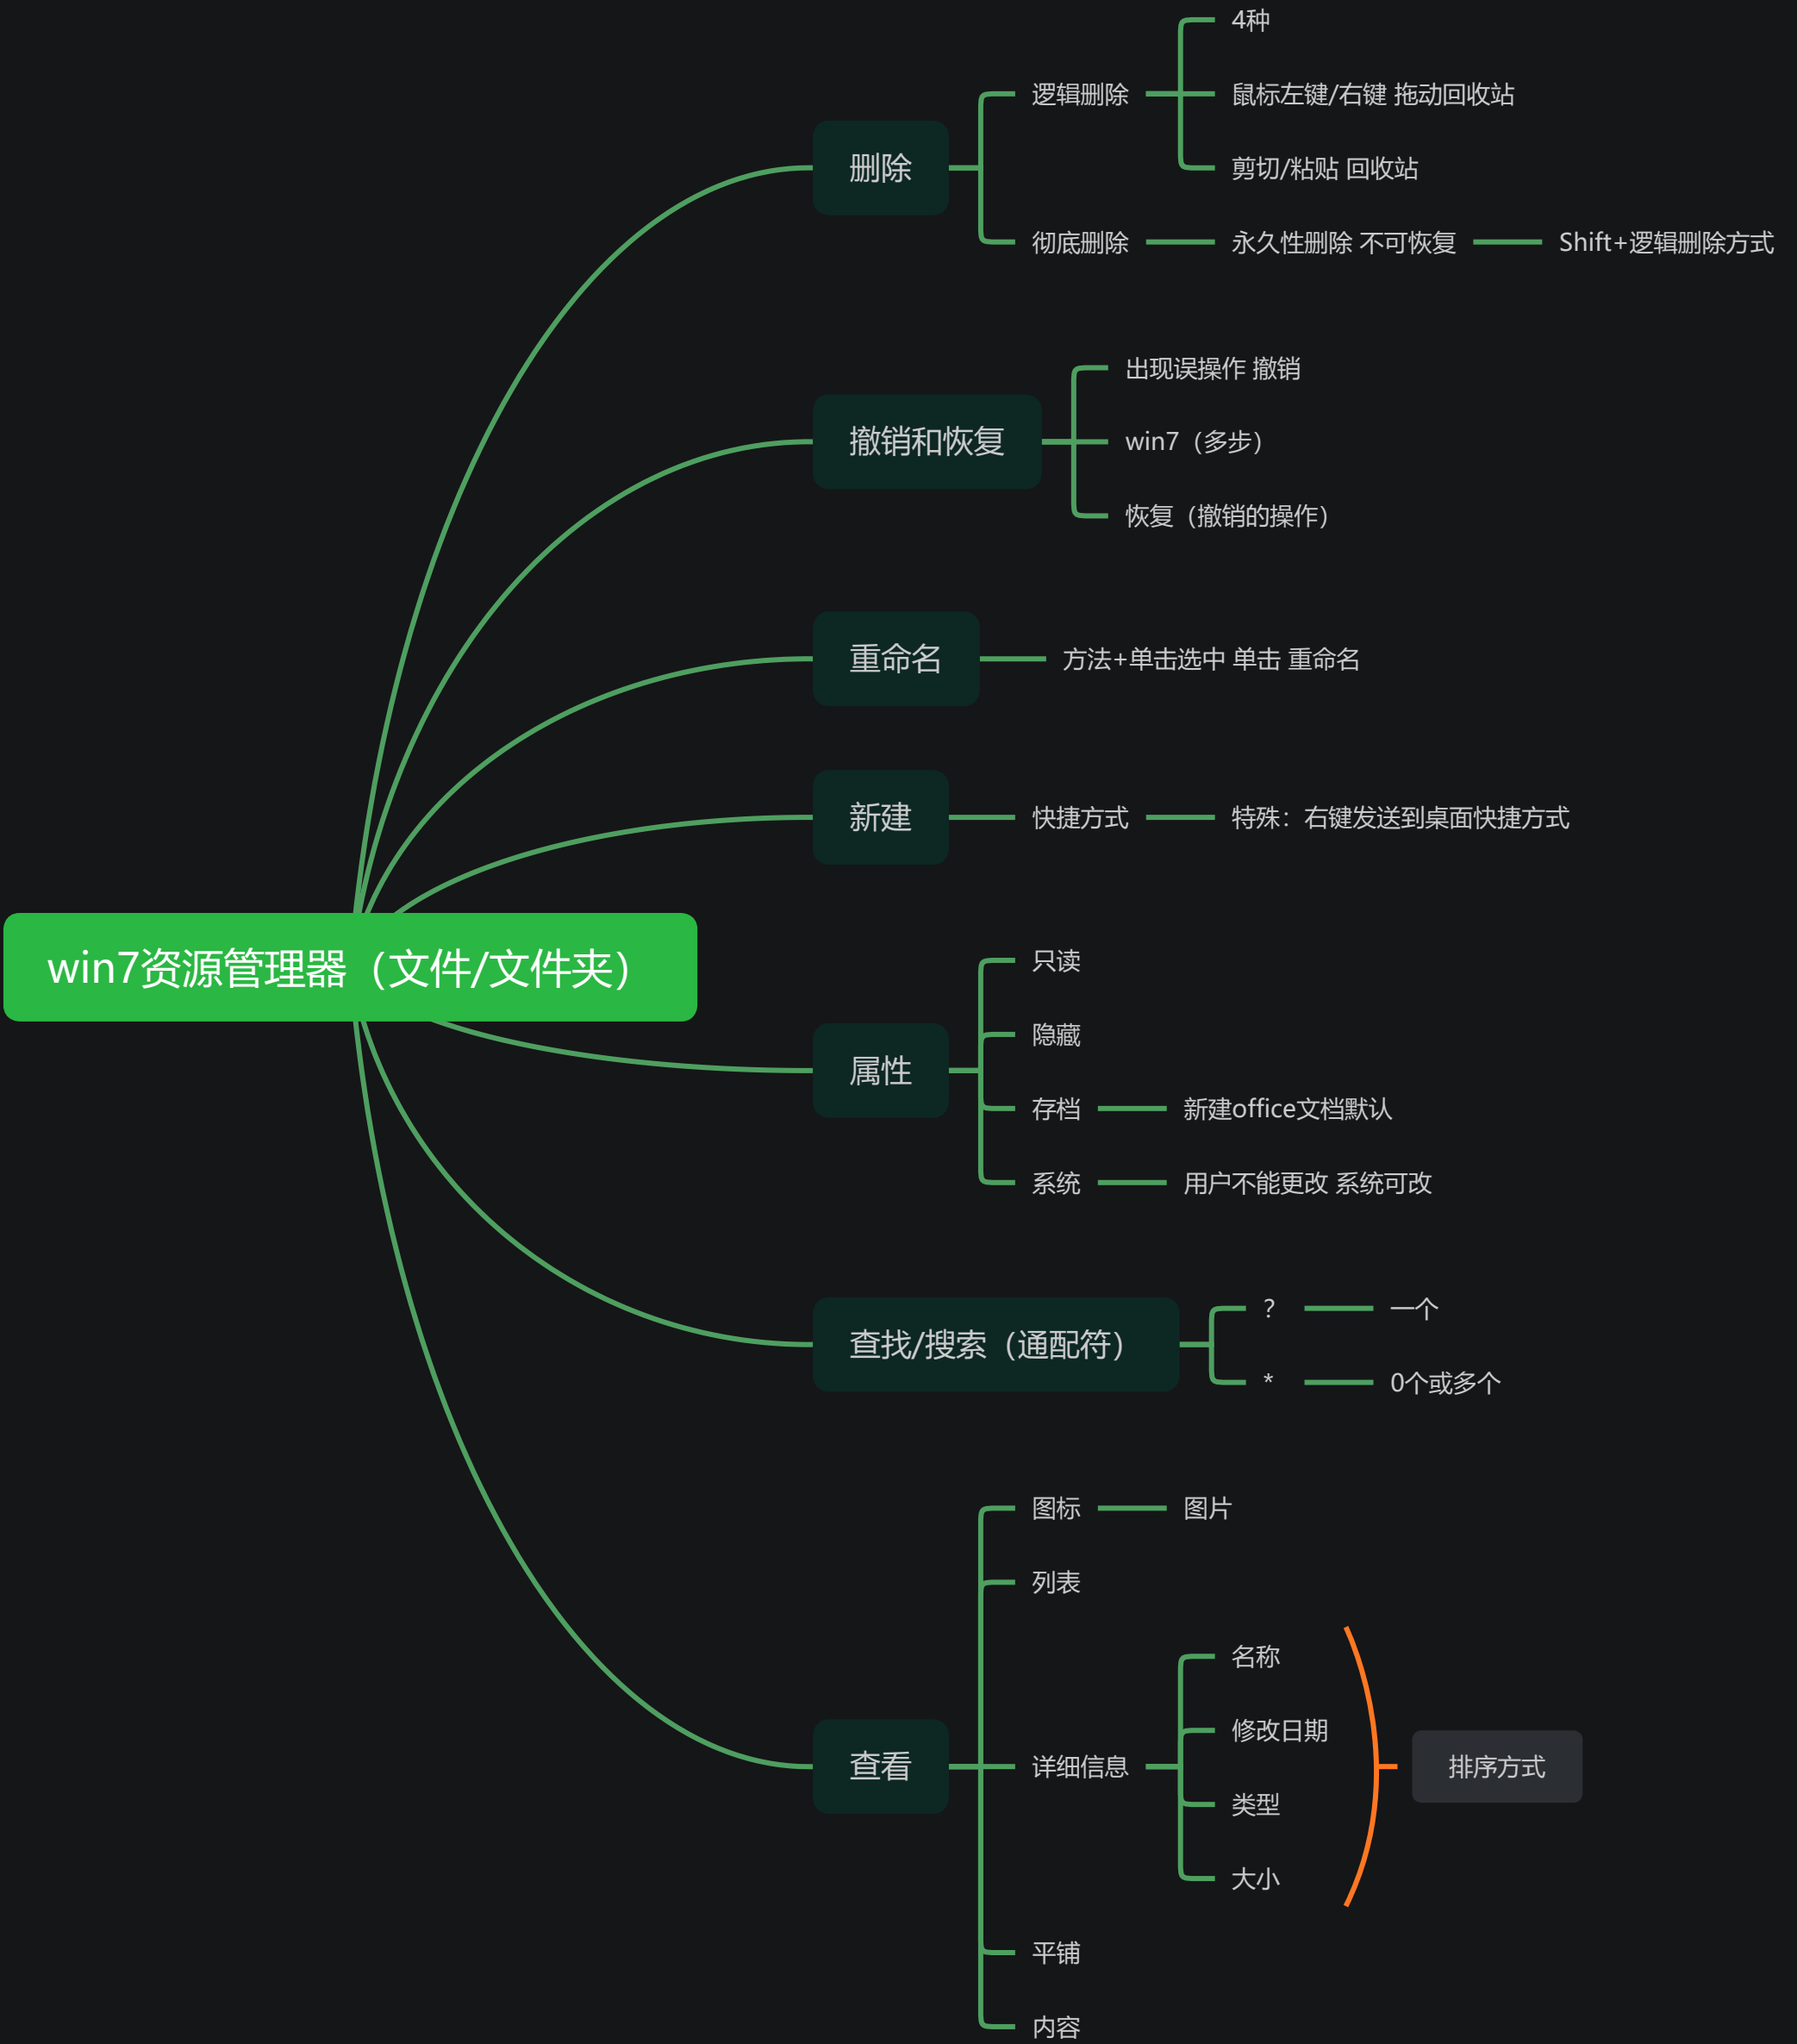 win7资源管理器（文件/文件夹）
删除
逻辑删除
4种
鼠标左键/右键 拖动回收站
剪切/粘贴 回收站
彻底删除
永久性删除 不可恢复
Shift+逻辑删除方式
撤销和恢复
出现误操作 撤销
win7（多步）
恢复（撤销的操作）
重命名
方法+单击选中 单击 重命名
新建
快捷方式
特殊：右键发送到桌面快捷方式
属性
只读
隐藏
存档
新建office文档默认
系统
用户不能更改 系统可改
查找/搜索（通配符）
?
一个
*
0个或多个
查看
图标
图片
列表
详细信息
名称
修改日期
类型
大小
排序方式
平铺
内容